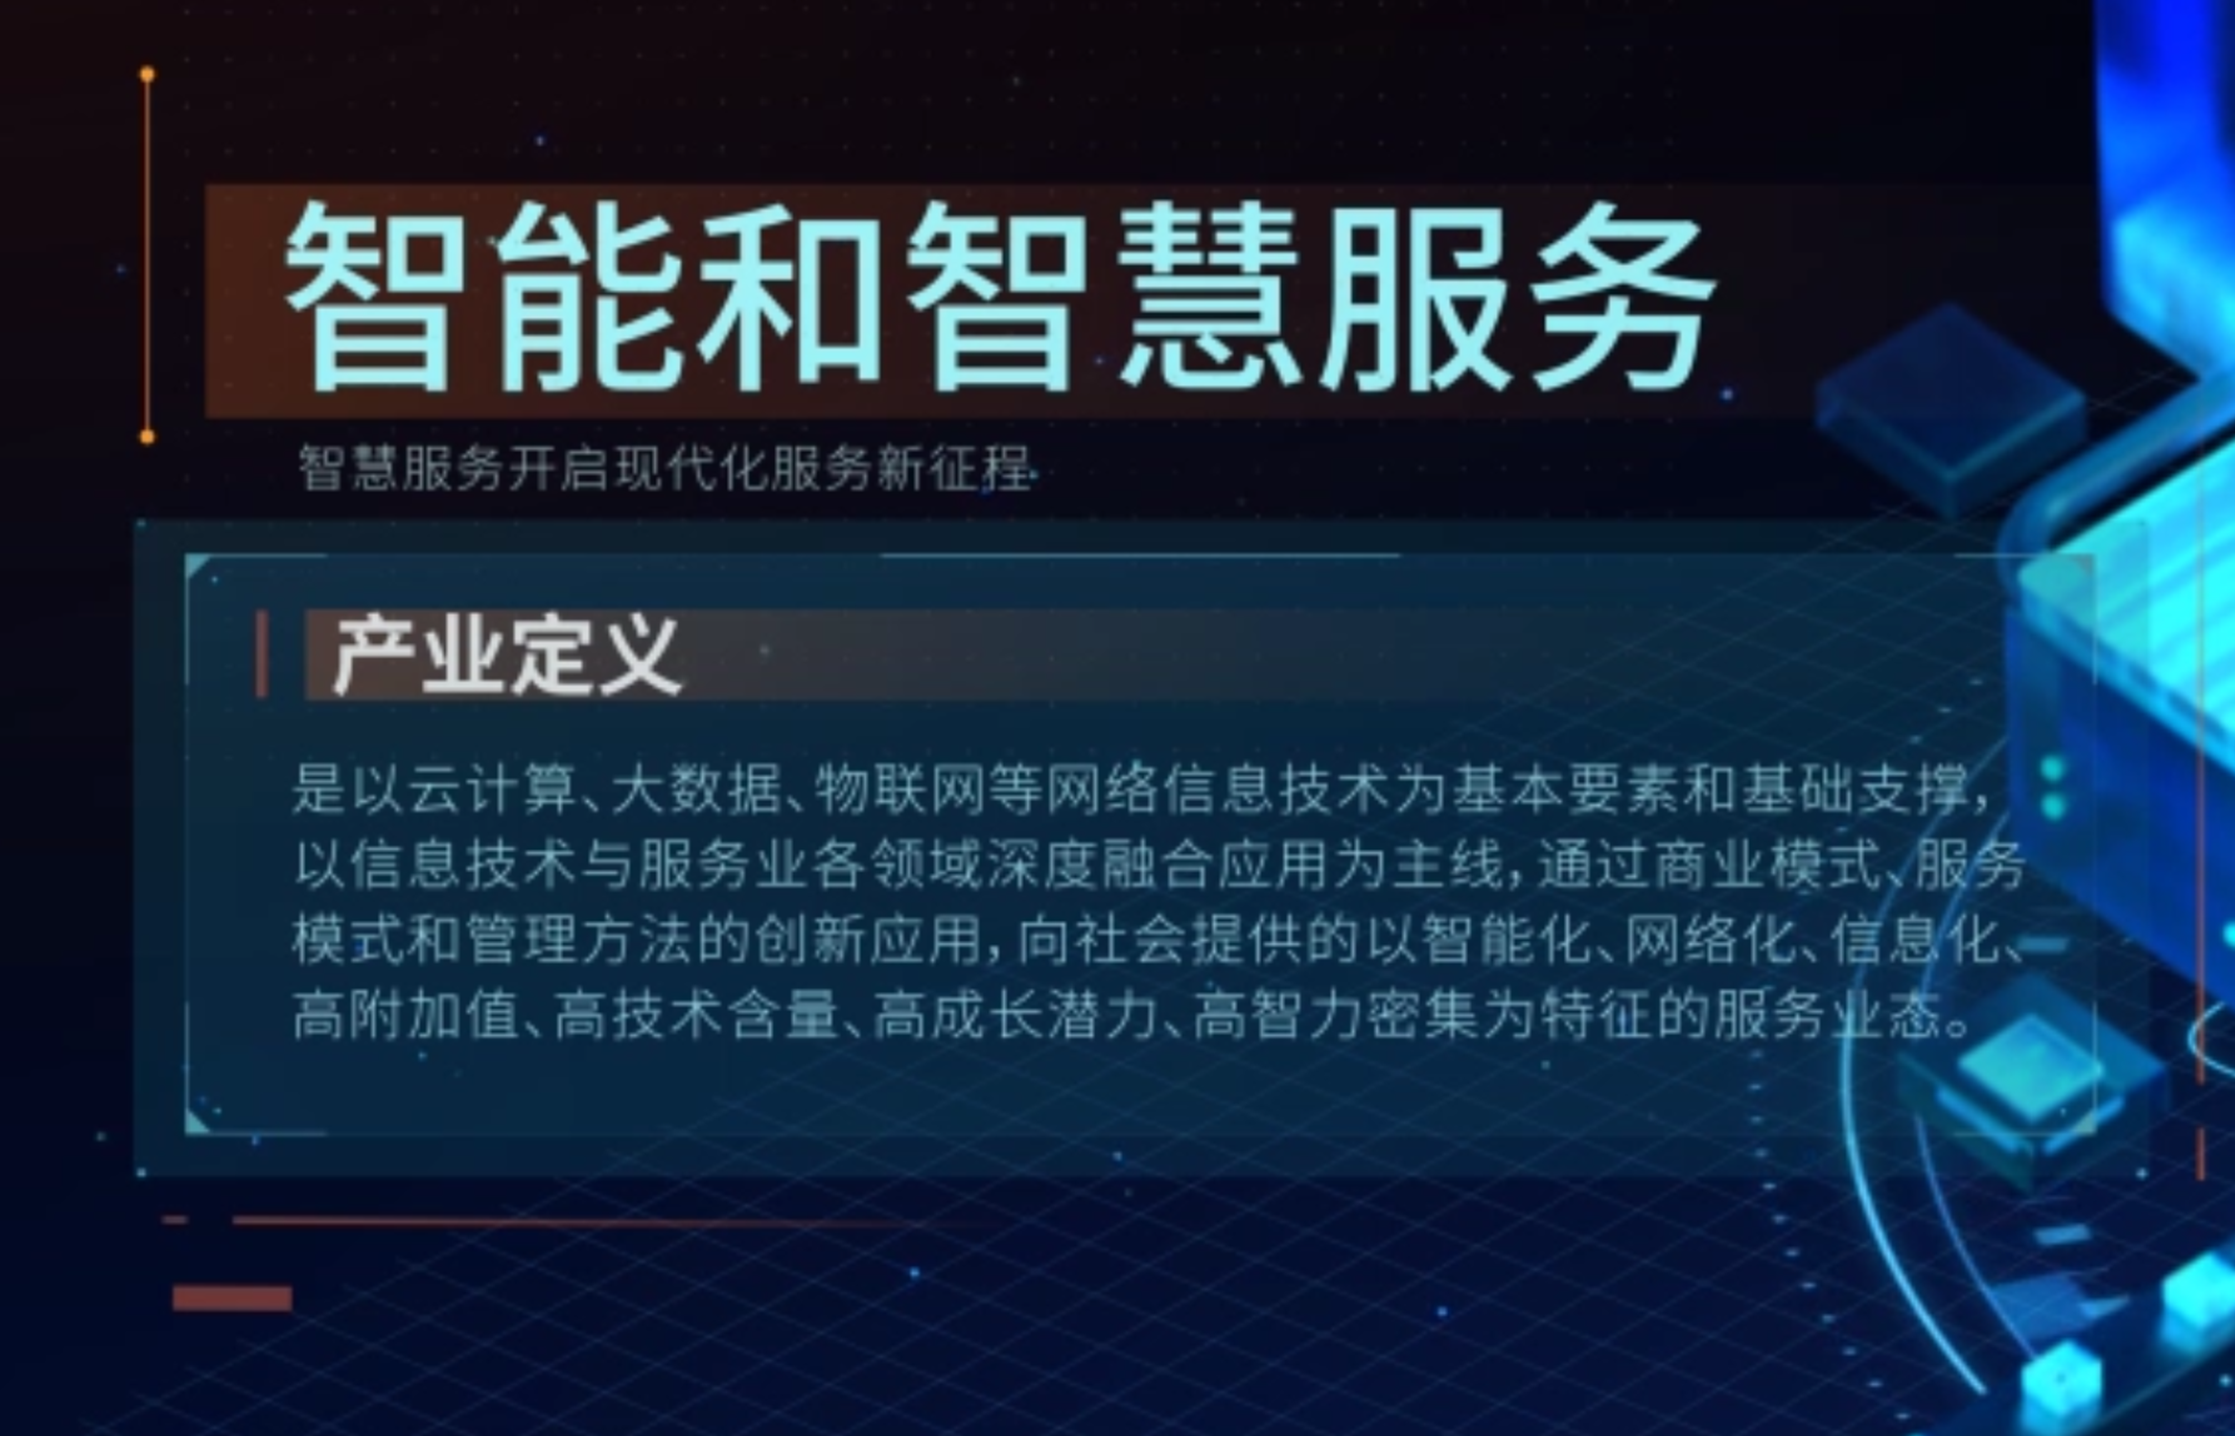 智能和智慧服务
智慧服务开启现代化服务新征程
产业定义
是以云计算、大数据、物联网等网络信息技术为基本要素和基础支撑,
以信息技术与服务业各领域深度融合应用为主线,通过商业模式、服务
模式和管理方法的创新应用,向社会提供的以智能化、网络化、信息化、
高附加值、高技术含量、高成长潜力、高智力密集为特征的服务业态。